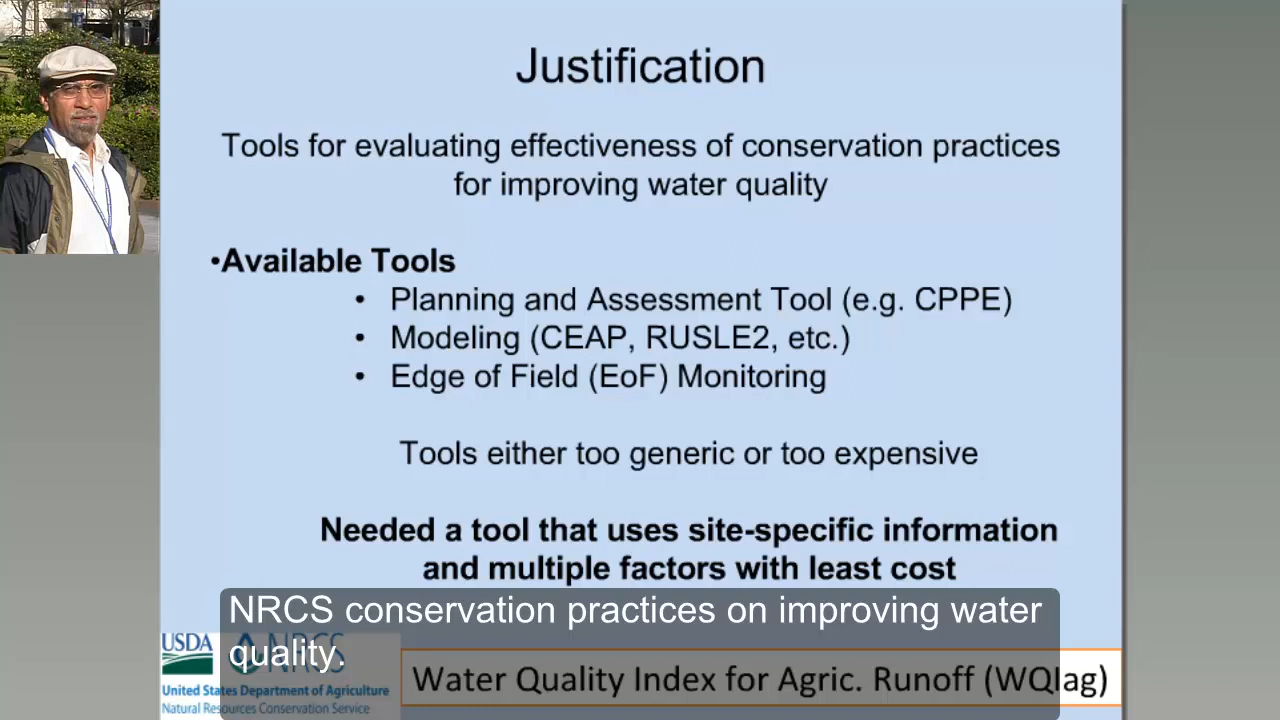 Justification
Tools for evaluating effectiveness of conservation practices
for improving water quality
•Available Tools
• Planning and Assessment Tool (e.g. CPPE)
• Modeling (CEAP, RUSLE2, etc.)
• Edge of Field (EoF) Monitoring
Tools either too generic or too expensive
Needed a tool that uses site-specific information
and multiple factors with least cost
NRCS conservation practices on improving water
quality.
USDA NRCS
United States Department of Agriculture
Natural Resources Conservation Service
Water Quality Index for Agric. Runoff (WQIag)